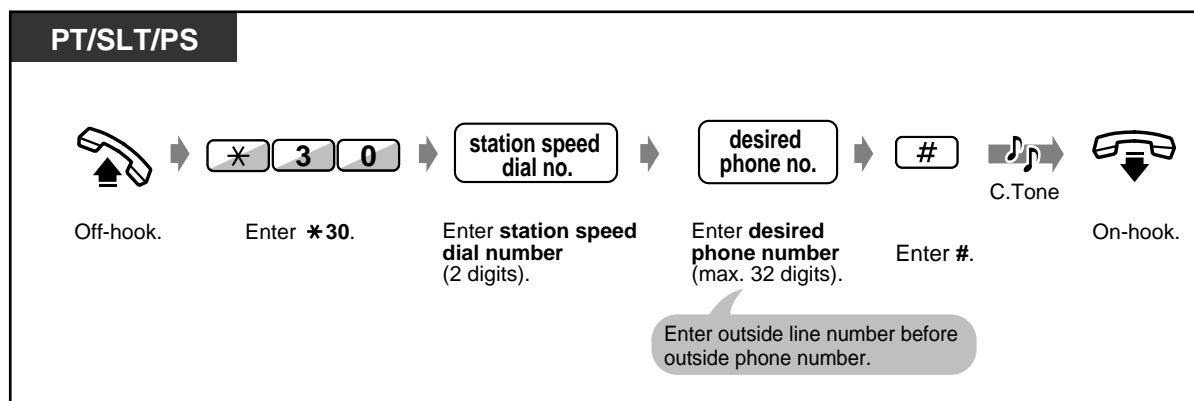 PT/SLT/PS
* 3 0
station speed
dial no.
desired
phone no.
#
C.Tone
Off-hook.
Enter *30.
Enter station speed
dial number
(2 digits).
Enter desired
phone number
(max. 32 digits).
Enter #.
On-hook.
Enter outside line number before
outside phone number.